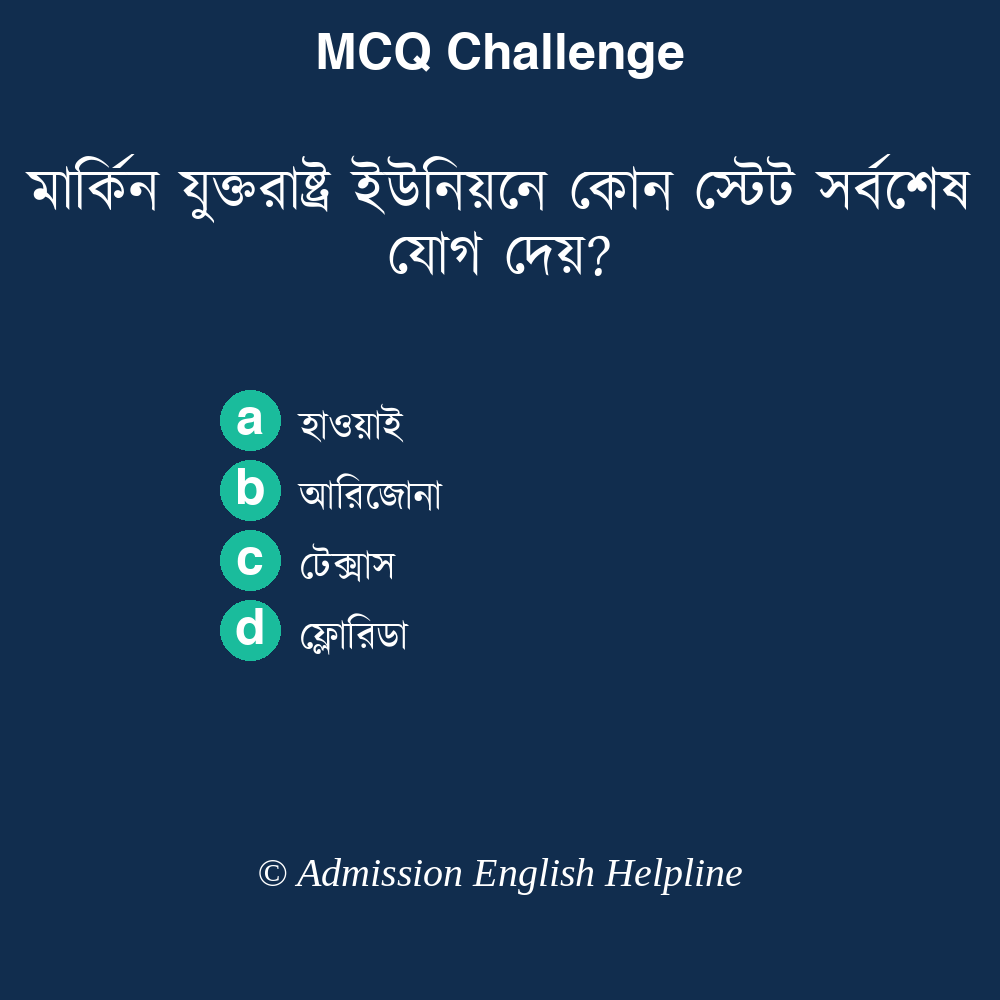 MCQ Challenge
মার্কিন যুক্তরাষ্ট্র ইউনিয়নে কোন স্টেট সর্বশেষ
যোগ দেয়?
a হাওয়াই
b আরিজোনা
c টেক্সাস
d ফ্লোরিডা
© Admission English Helpline